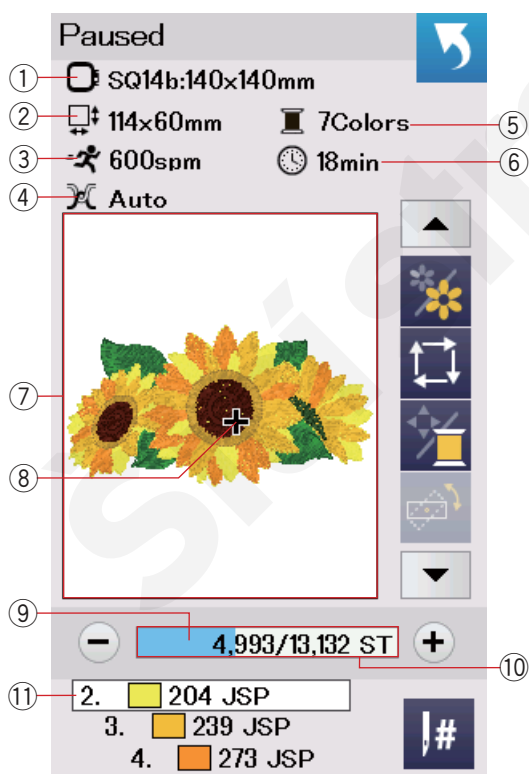 Paused
① SQ14b:140x140mm
② 114x60mm 7Colors ⑤
③ 600spm 18min ⑥
④ Auto
⑦
⑧
⑨ 4,993/13,132 ST
⑩
⑪ 2. 204 JSP
3. 239 JSP
4. 273 JSP
#